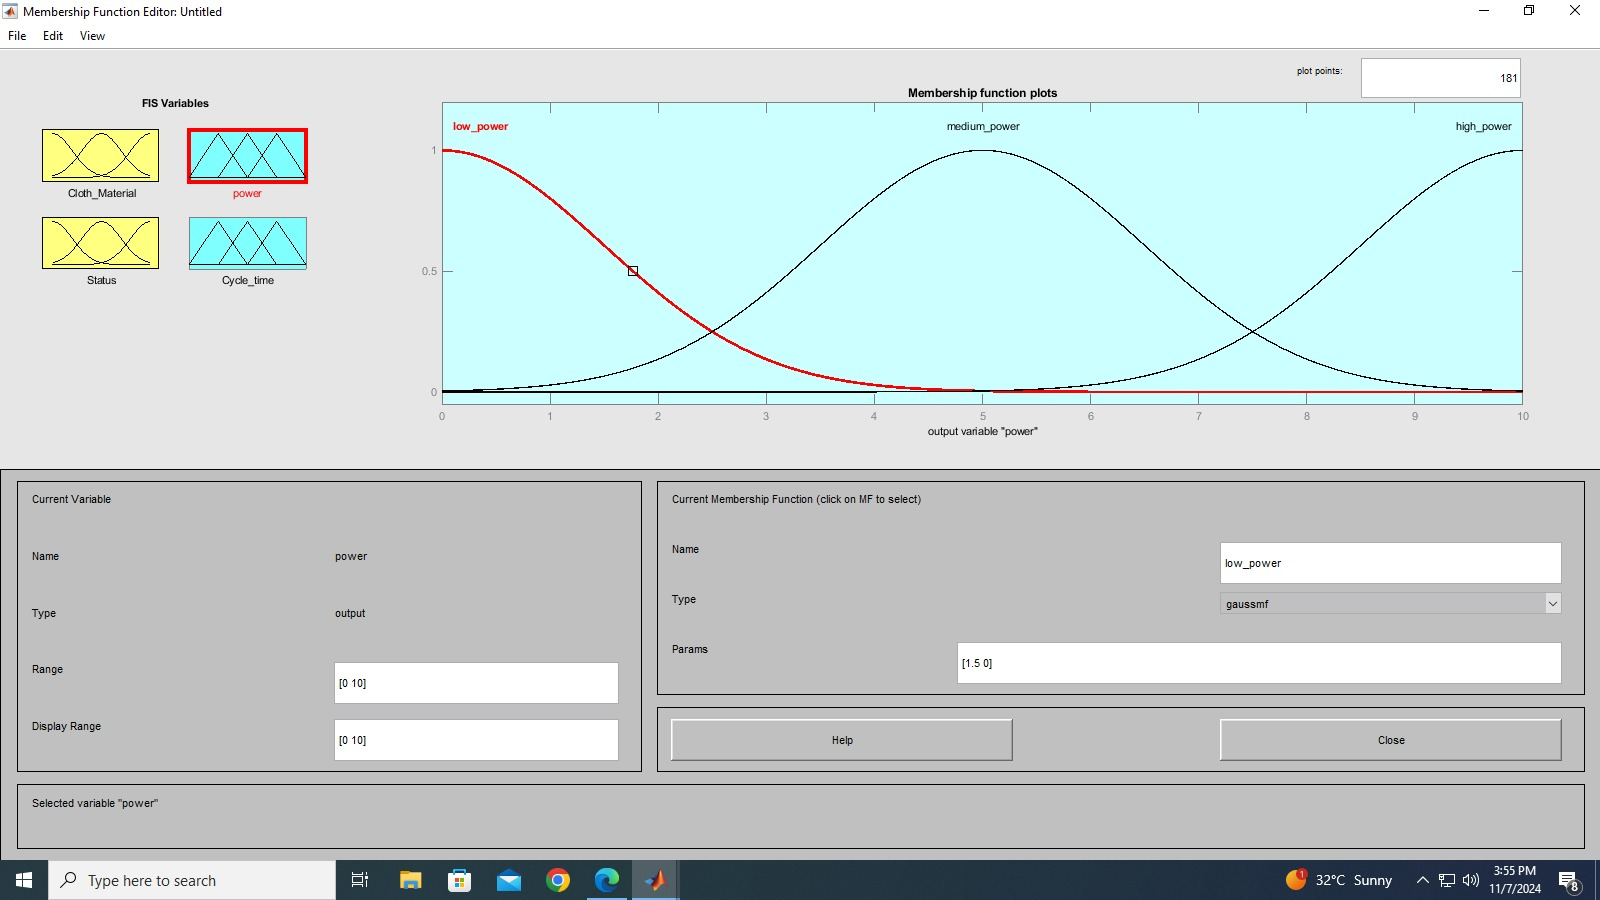 Membership Function Editor: Untitled
File Edit View
plot points: 181
FIS Variables
Membership function plots
Cloth_Material power
Status Cycle_time
low_power medium_power high_power
1
0.5
0
0 1 2 3 4 5 6 7 8 9 10
output variable "power"
Current Variable
Name power
Type output
Range [0 10]
Display Range [0 10]
Current Membership Function (click on MF to select)
Name low_power
Type gaussmf
Params [1.5 0]
Help Close
Selected variable "power"
Type here to search
1 32°C Sunny
3:55 PM
11/7/2024
8